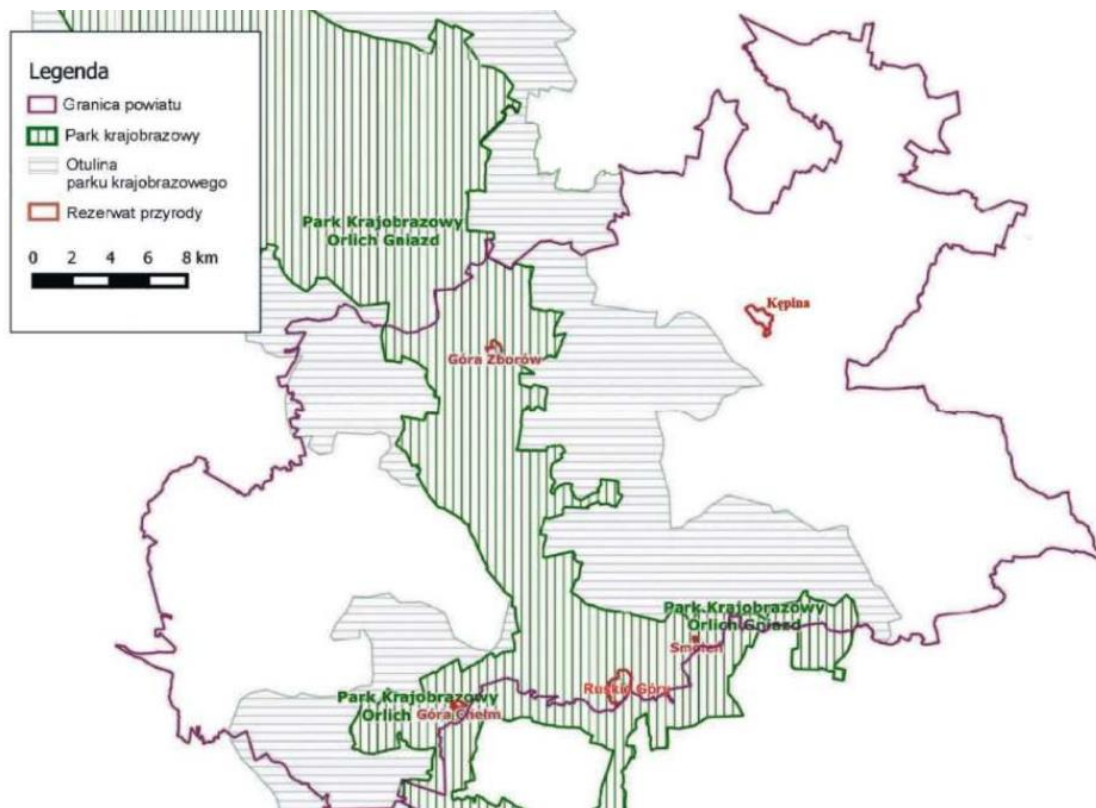 Legenda
Granica powiatu
Park krajobrazowy
Otulina
parku krajobrazowego
Rezerwat przyrody
0 2 4 6 8 km
Park Krajobrazowy
Orlich Gniazd
Kępina
Góra Zborów
Park Krajobrazowy
Orlich Gniazd
Smoleń
Ruskie Góry
Park Krajobrazowy
Orlich
Góra Chełm